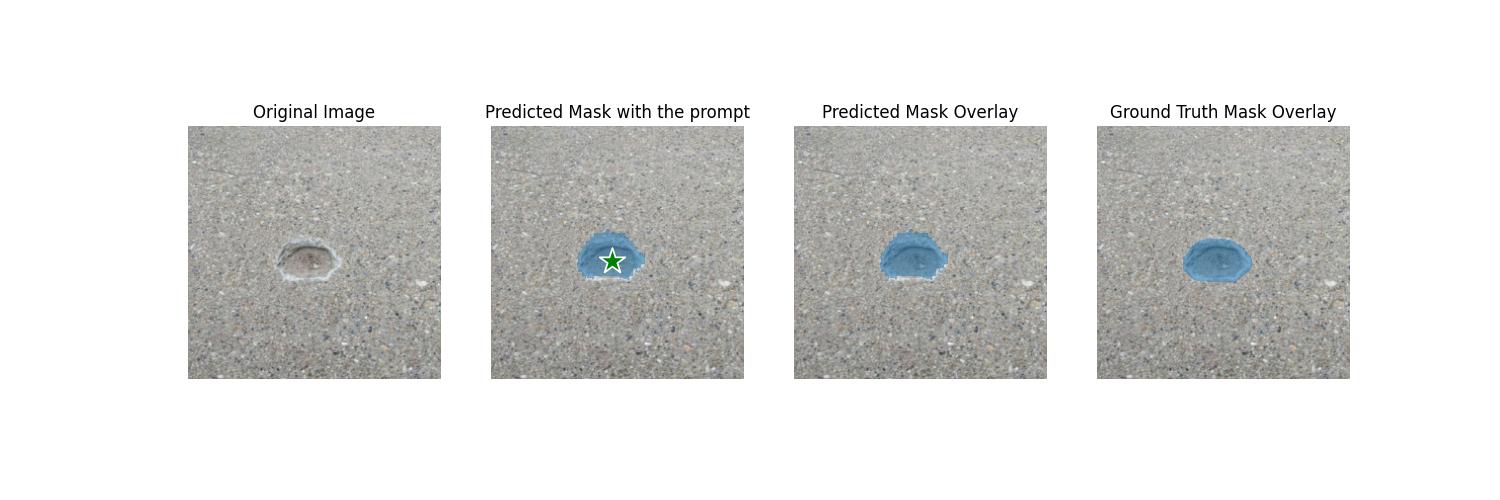 Original Image
Predicted Mask with the prompt
Predicted Mask Overlay
Ground Truth Mask Overlay